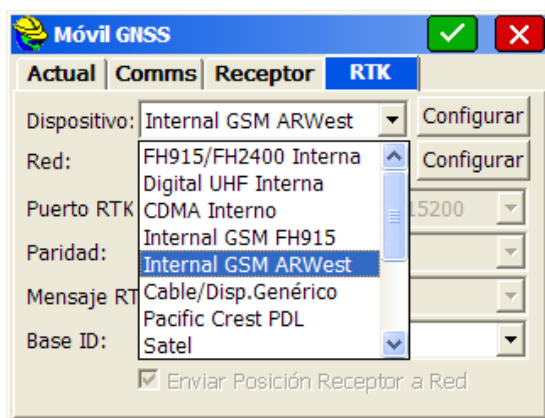 Móvil GNSS
Actual Comms Receptor RTK
Dispositivo: Internal GSM ARWest Configurar
Red: FH915/FH2400 Interna Configurar
Digital UHF Interna
Puerto RTK CDMA Interno 15200
Internal GSM FH915
Paridad: Internal GSM ARWest
Mensaje RT Cable/Disp.Genérico
Pacific Crest PDL
Base ID: Satel
Enviar Posición Receptor a Red